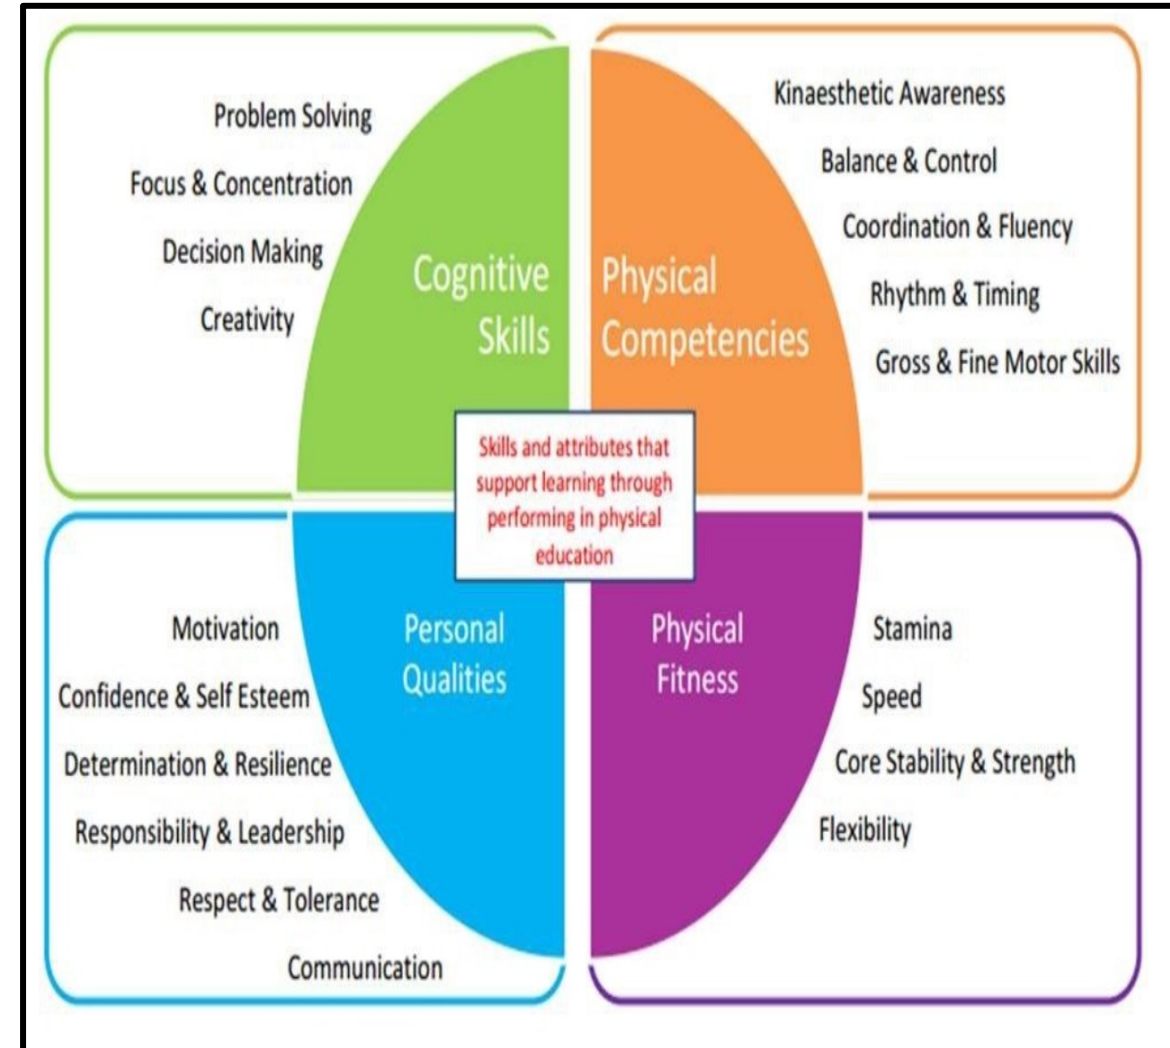 Problem Solving
Focus & Concentration
Decision Making
Creativity
Cognitive
Skills
Kinaesthetic Awareness
Balance & Control
Coordination & Fluency
Rhythm & Timing
Gross & Fine Motor Skills
Physical
Competencies
Skills and attributes that
support learning through
performing in physical
education
Motivation
Confidence & Self Esteem
Determination & Resilience
Responsibility & Leadership
Respect & Tolerance
Communication
Personal
Qualities
Physical
Fitness
Stamina
Speed
Core Stability & Strength
Flexibility